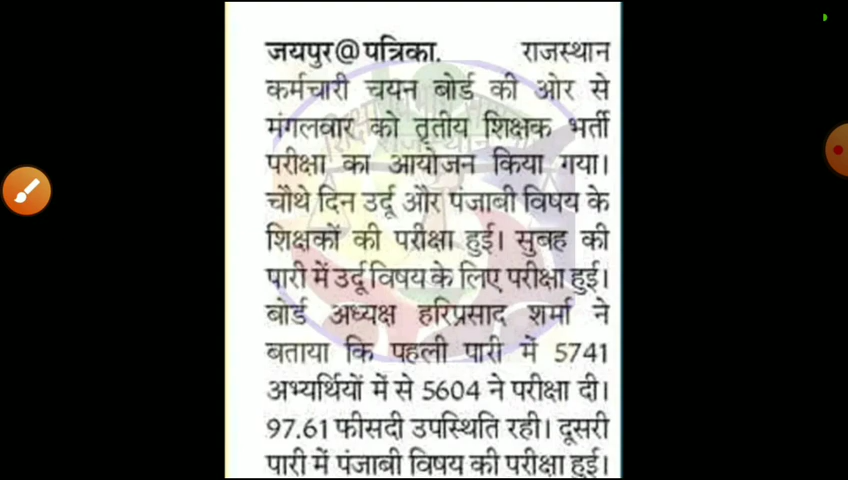 जयपुर@पत्रिका. राजस्थान
कर्मचारी चयन बोर्ड की ओर से
मंगलवार को तृतीय शिक्षक भर्ती
परीक्षा का आयोजन किया गया।
चौथे दिन उर्दू और पंजाबी विषय के
शिक्षकों की परीक्षा हुई। सुबह की
पारी में उर्दू विषय के लिए परीक्षा हुई।
बोर्ड अध्यक्ष हरिप्रसाद शर्मा ने
बताया कि पहली पारी में 5741
अभ्यर्थियों में से 5604 ने परीक्षा दी।
97.61 फीसदी उपस्थिति रही। दूसरी
पारी में पंजाबी विषय की परीक्षा हुई।